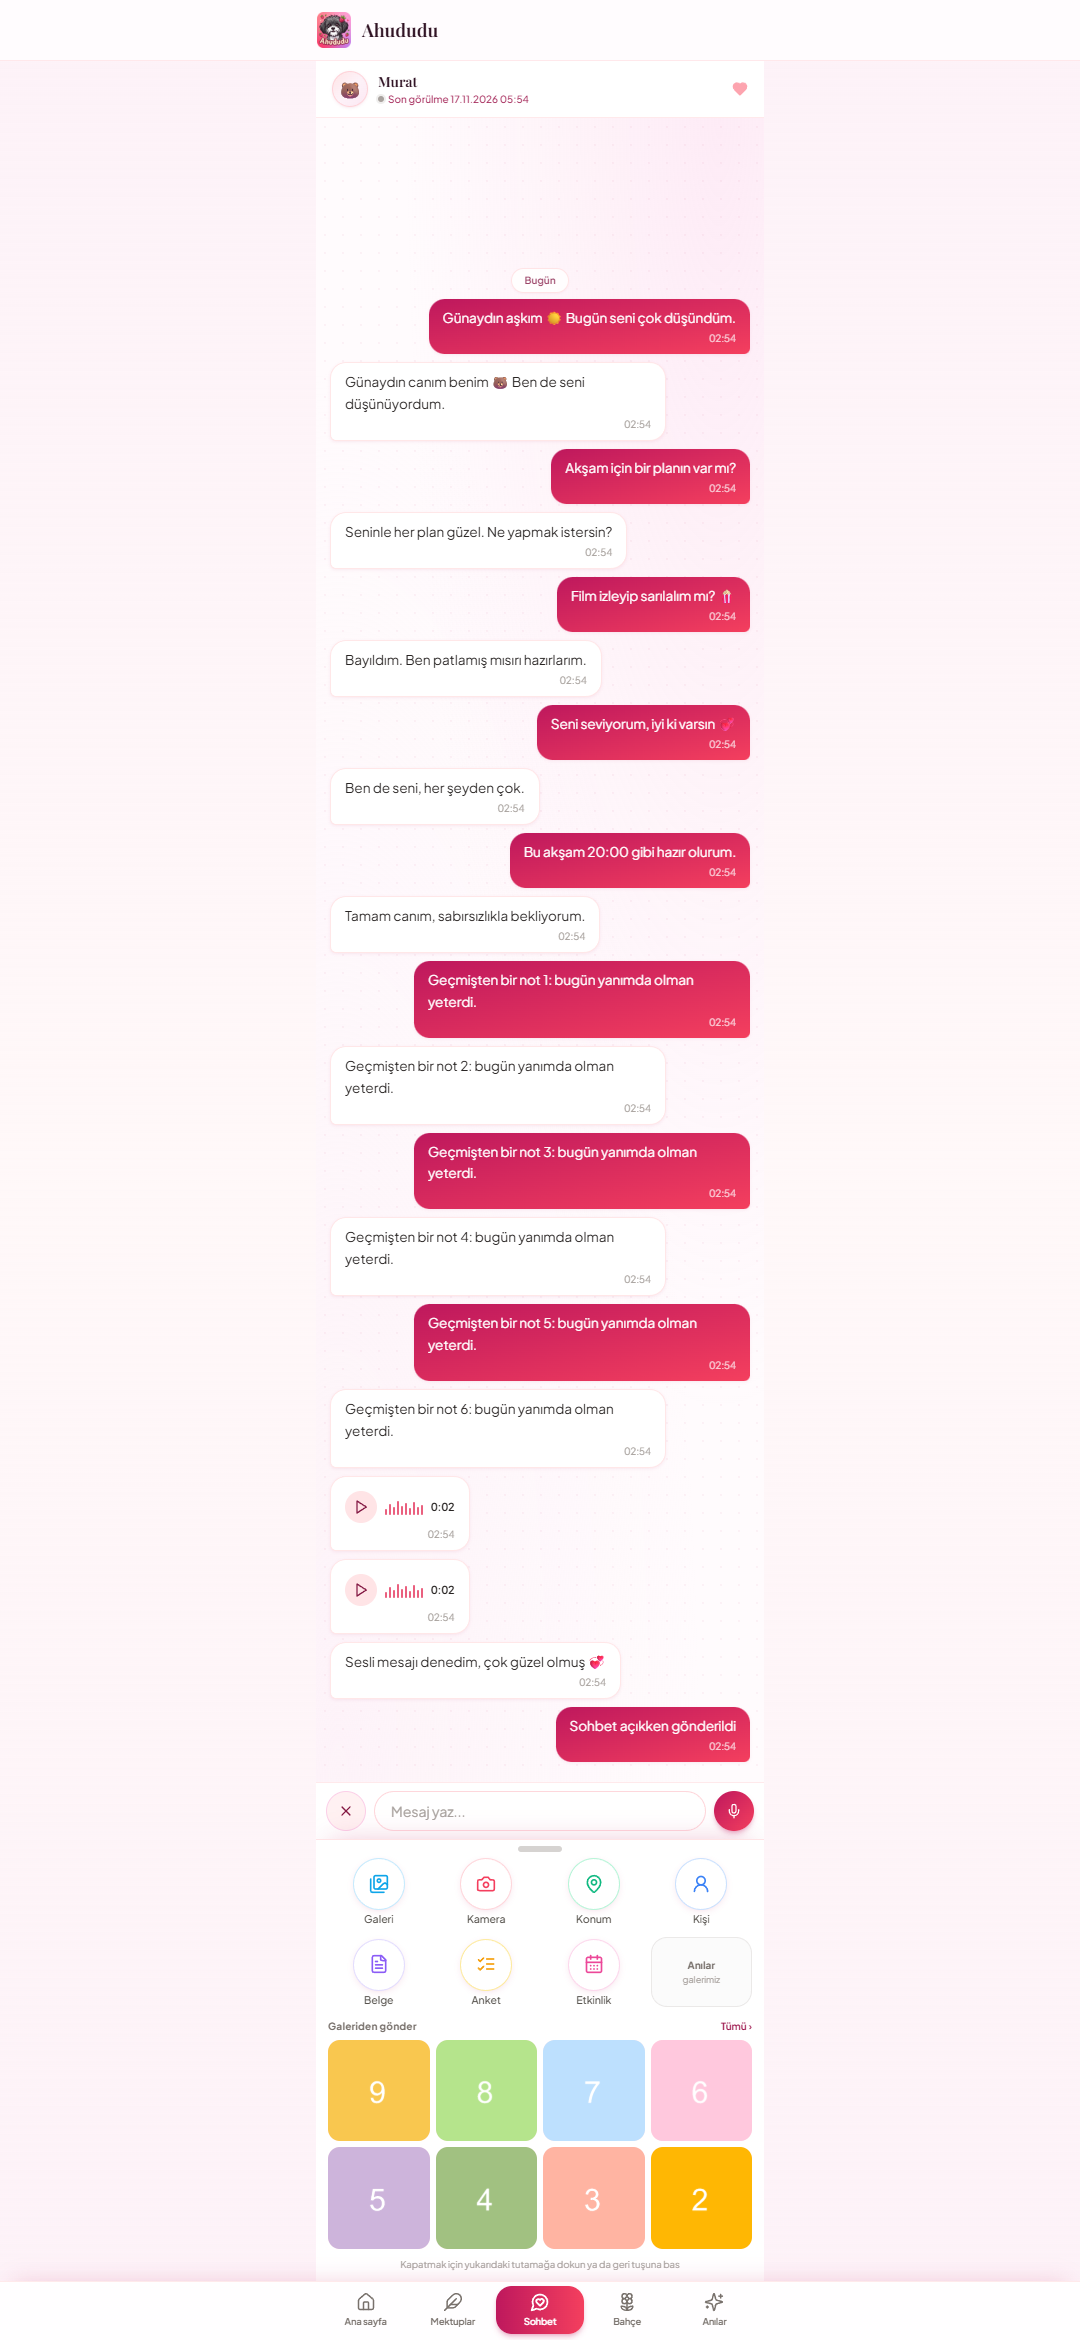 Ahududu
Ahududu
Murat
Son görülme 17.11.2026 05:54
Bugün
Günaydın aşkım 🌼 Bugün seni çok düşündüm.
02:54
Günaydın canım benim 🐻 Ben de seni
düşünüyordum.
02:54
Akşam için bir planın var mı?
02:54
Seninle her plan güzel. Ne yapmak istersin?
02:54
Film izleyip sarılalım mı?
02:54
Bayıldım. Ben patlamış mısırı hazırlarım.
02:54
Seni seviyorum, iyi ki varsın 💕
02:54
Ben de seni, her şeyden çok.
02:54
Bu akşam 20:00 gibi hazır olurum.
02:54
Tamam canım, sabırsızlıkla bekliyorum.
02:54
Geçmişten bir not 1: bugün yanımda olman
yeterdi.
02:54
Geçmişten bir not 2: bugün yanımda olman
yeterdi.
02:54
Geçmişten bir not 3: bugün yanımda olman
yeterdi.
02:54
Geçmişten bir not 4: bugün yanımda olman
yeterdi.
02:54
Geçmişten bir not 5: bugün yanımda olman
yeterdi.
02:54
Geçmişten bir not 6: bugün yanımda olman
yeterdi.
02:54
0:02
02:54
0:02
02:54
Sesli mesajı denedim, çok güzel olmuş 💞
02:54
Sohbet açıkken gönderildi
02:54
Mesaj yaz...
Galeri Kamera Konum Kişi
Belge Anket Etkinlik Anılar
galerimiz
Galeriden gönder Tümü ›
9 8 7 6
5 4 3 2
Kapatmak için yukarıdaki tutamağa dokun ya da geri tuşuna bas
Ana sayfa Mektuplar Sohbet Bahçe Anılar